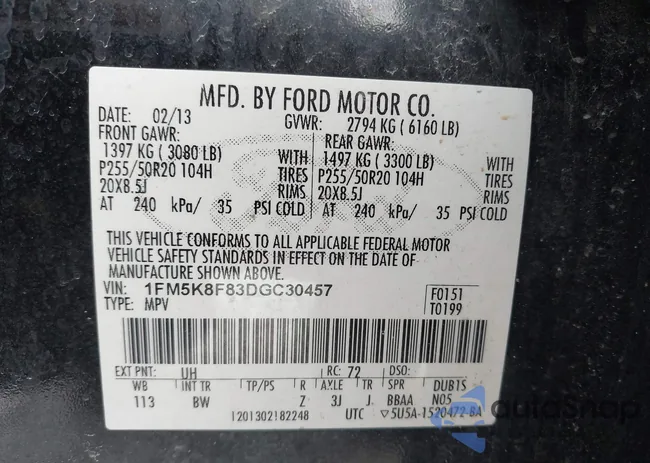 MFD. BY FORD MOTOR CO.
DATE: 02/13 GVWR: 2794 KG ( 6160 LB)
FRONT GAWR: REAR GAWR:
1397 KG ( 3080 LB) WITH 1497 KG ( 3300 LB) WITH
P255/50R20 104H TIRES P255/50R20 104H TIRES
20X8.5J RIMS 20X8.5J RIMS
AT 240 kPa/ 35 PSI COLD AT 240 kPa/ 35 PSI COLD
THIS VEHICLE CONFORMS TO ALL APPLICABLE FEDERAL MOTOR
VEHICLE SAFETY STANDARDS IN EFFECT ON THE DATE OF
MANUFACTURE SHOWN ABOVE.
VIN: 1FM5K8F83DGC30457 F0151
TYPE: MPV T0199
EXT PNT: UH RC: 72 DSO:
WB INT TR TP/PS R AXLE TR SPR DUB1S
113 BW Z 3J J BBAA N05
1201302182248 UTC ▽5U5A-1520472-BA
autoSnap